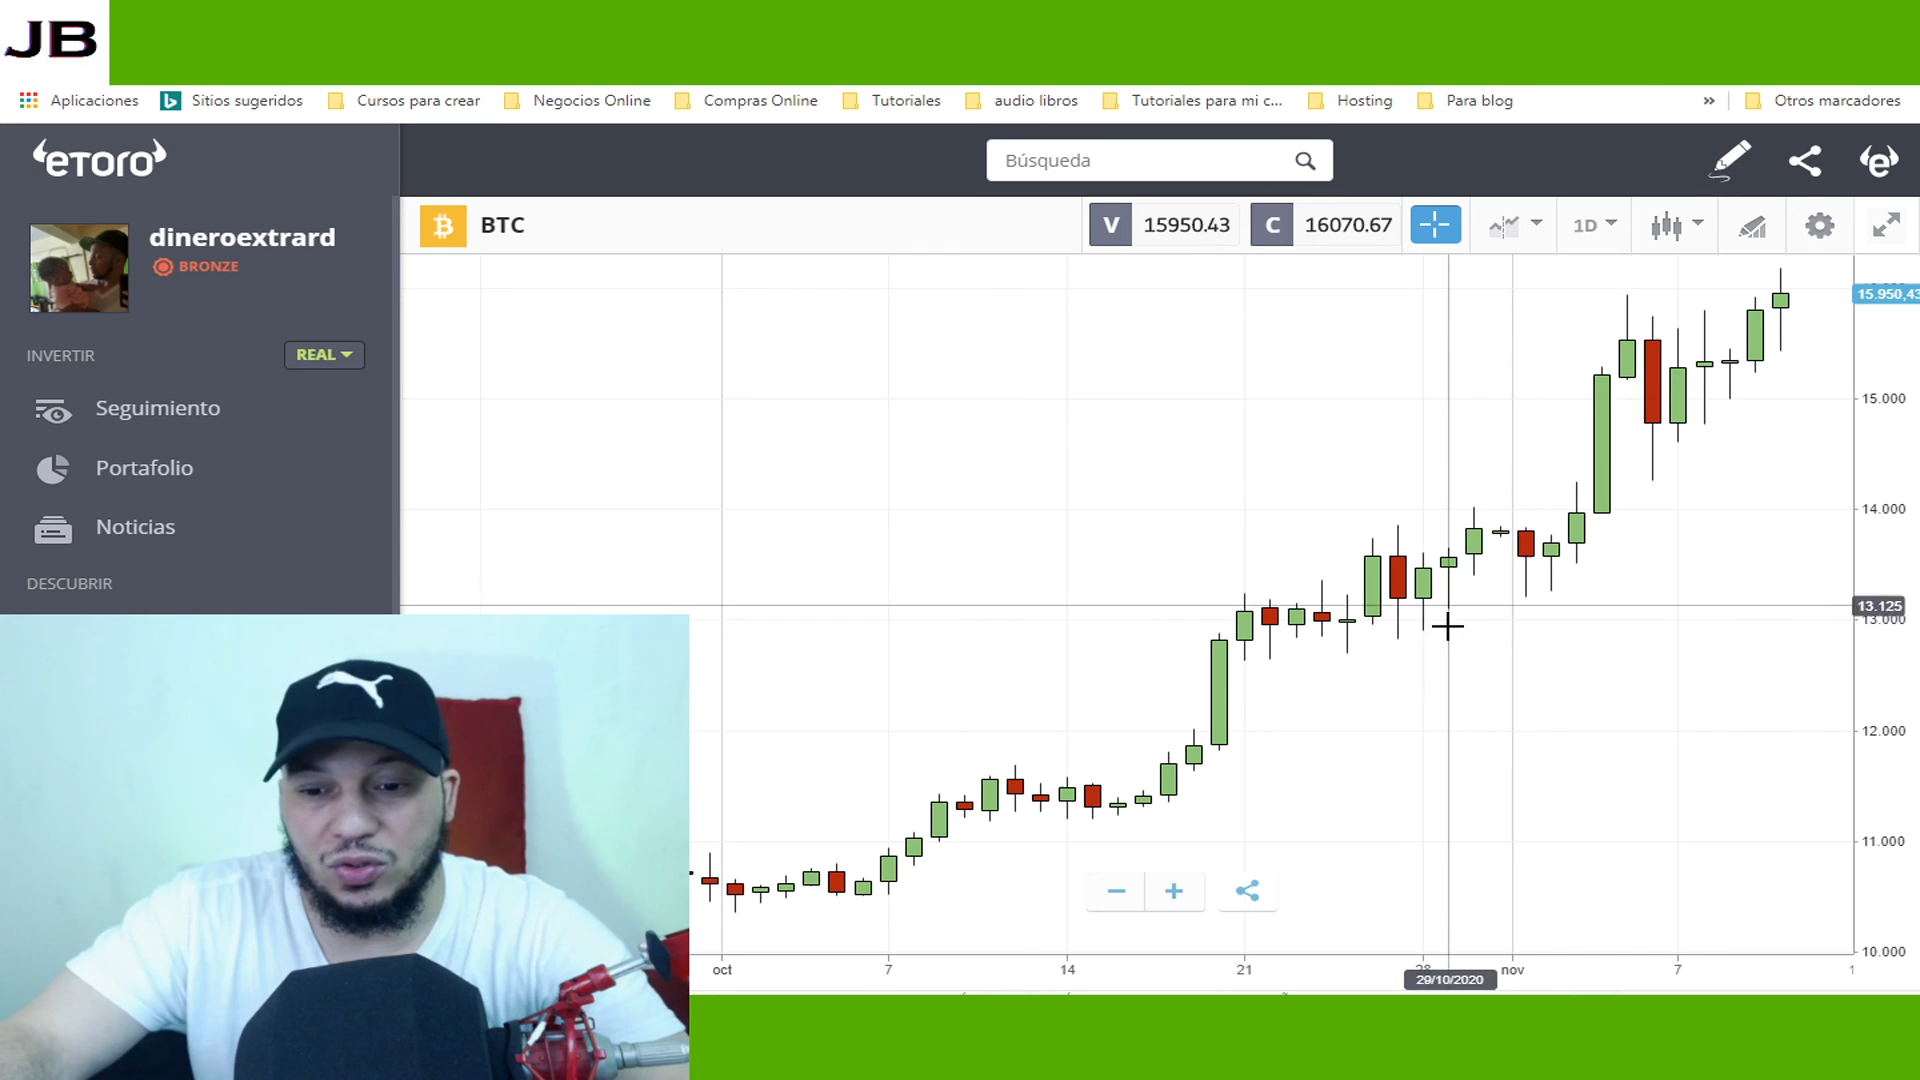 JB
Aplicaciones Sitios sugeridos Cursos para crear Negocios Online Compras Online Tutoriales audio libros Tutoriales para mi c... Hosting Para blog » Otros marcadores
eToro
Búsqueda
BTC V 15950.43 C 16070.67 1D
dineroextrard
BRONZE
INVERTIR REAL
Seguimiento
Portafolio
Noticias
DESCUBRIR
15.950,43
15.000
14.000
13.125
13.000
12.000
11.000
10.000
oct 7 14 21 28 nov 7 1
29/10/2020